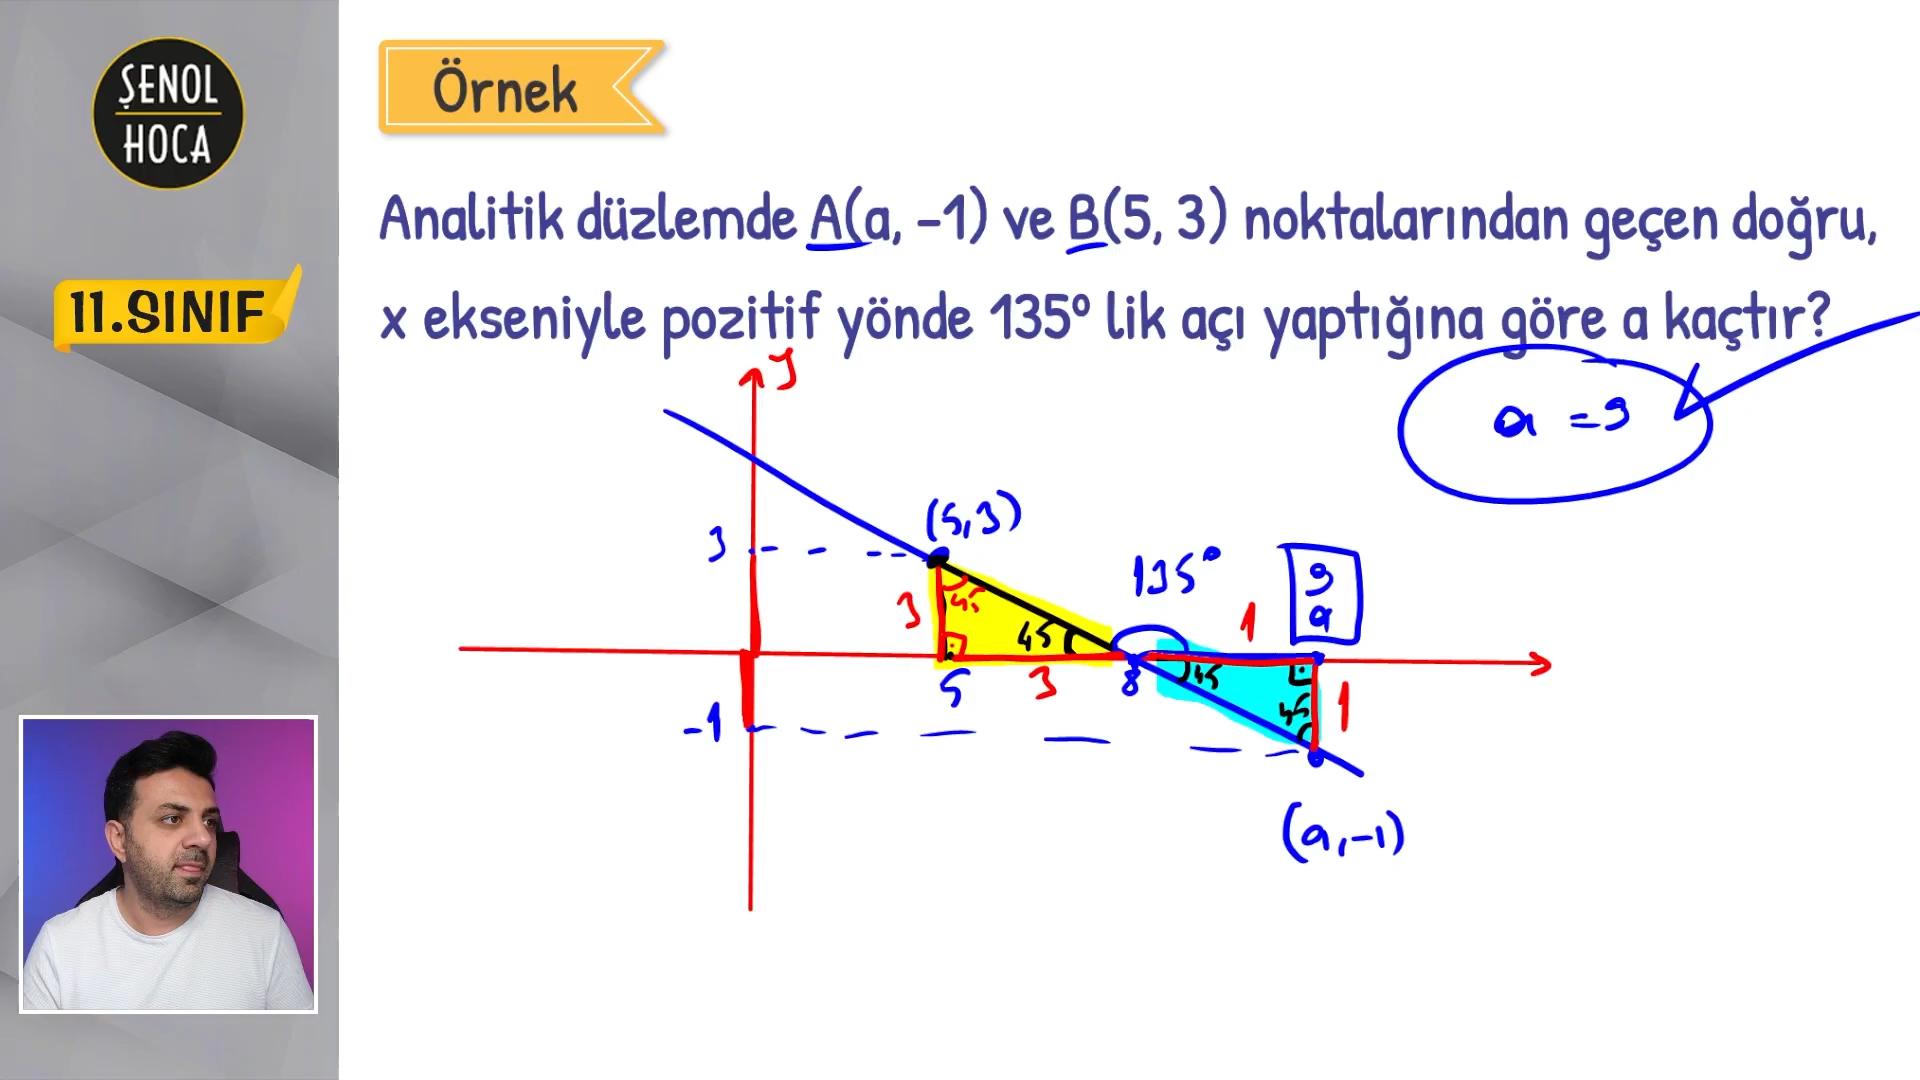 ŞENOL
HOCA
Örnek
Analitik düzlemde A(a, -1) ve B(5, 3) noktalarından geçen doğru,
11.SINIF
x ekseniyle pozitif yönde 135° lik açı yaptığına göre a kaçtır?
y
a = 9
(5,3)
3
135°
9
a
3
45
1
45
5
3
8
45
45
1
-1
(a,-1)